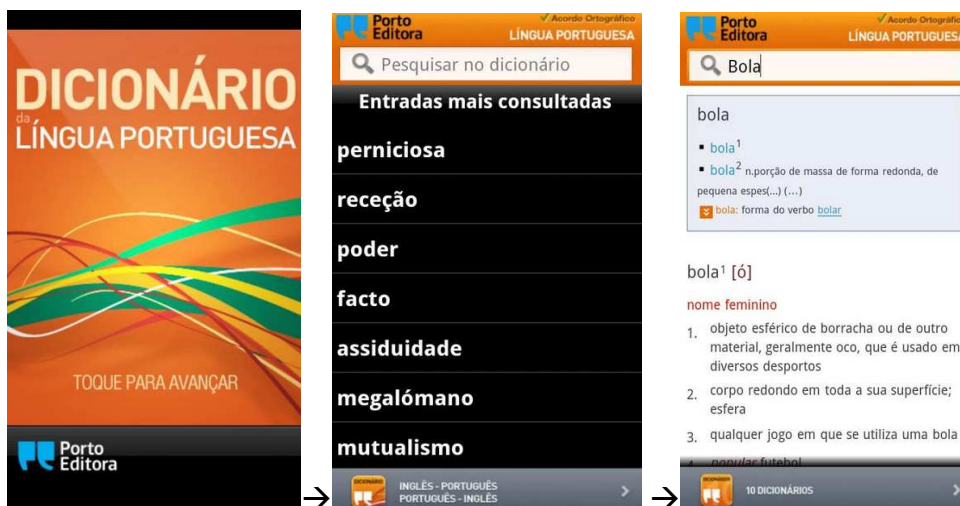 DICIONÁRIO
da
LÍNGUA PORTUGUESA
TOQUE PARA AVANÇAR
Porto
Editora
→
Porto
Editora
Acordo Ortográfico
LÍNGUA PORTUGUESA
Pesquisar no dicionário
Entradas mais consultadas
perniciosa
receção
poder
facto
assiduidade
megalómano
mutualismo
DICIONÁRIO
INGLÊS - PORTUGUÊS
PORTUGUÊS - INGLÊS
→
Porto
Editora
Acordo Ortográfico
LÍNGUA PORTUGUESA
Bola
bola
bola1
bola2 n.porção de massa de forma redonda, de
pequena espes(...) (...)
bola: forma do verbo bolar
bola1 [ó]
nome feminino
1. objeto esférico de borracha ou de outro
material, geralmente oco, que é usado em
diversos desportos
2. corpo redondo em toda a sua superfície;
esfera
3. qualquer jogo em que se utiliza uma bola
4. popular futebol
10 DICIONÁRIOS